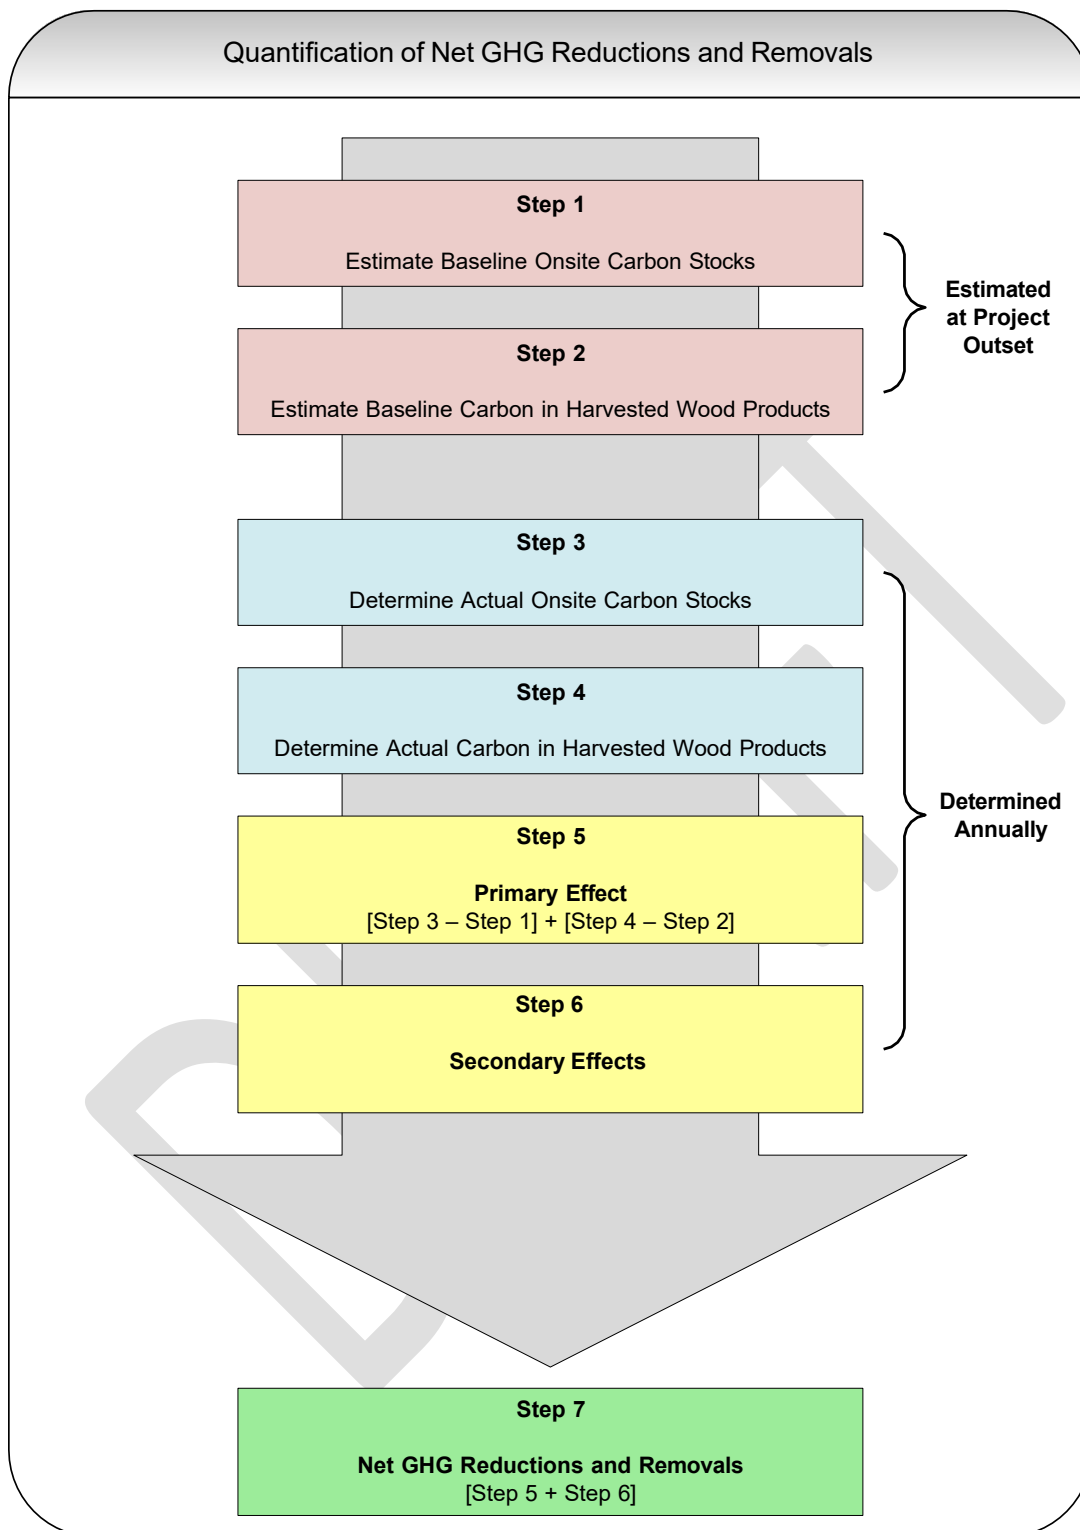 Quantification of Net GHG Reductions and Removals
Step 1
Estimate Baseline Onsite Carbon Stocks
Step 2
Estimate Baseline Carbon in Harvested Wood Products
Estimated
at Project
Outset
Step 3
Determine Actual Onsite Carbon Stocks
Step 4
Determine Actual Carbon in Harvested Wood Products
Step 5
Primary Effect
[Step 3 – Step 1] + [Step 4 – Step 2]
Step 6
Secondary Effects
Determined
Annually
Step 7
Net GHG Reductions and Removals
[Step 5 + Step 6]